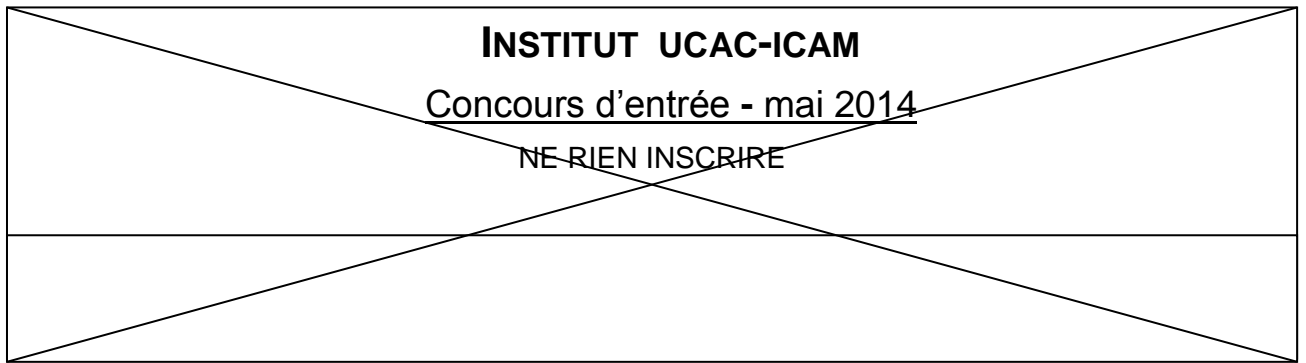 INSTITUT UCAC-ICAM
Concours d'entrée - mai 2014
NE RIEN INSCRIRE